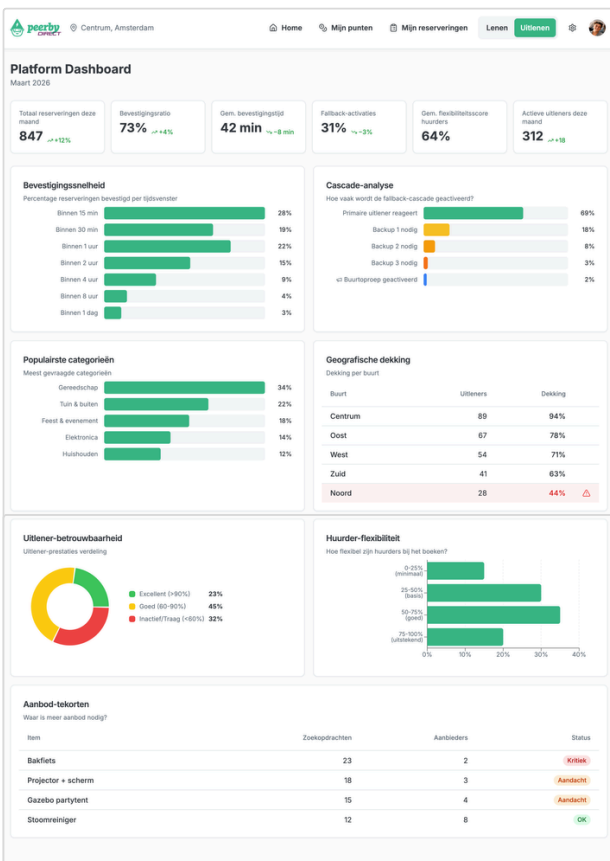 peerby DIRECT
Centrum, Amsterdam
Home
Mijn punten
Mijn reserveringen
Lenen
Uitlenen
Platform Dashboard
Maart 2026
Totaal reserveringen deze
maand
847 +12%
Bevestigingsratio
73% +4%
Gem. bevestigingstijd
42 min -8 min
Fallback-activaties
31% -3%
Gem. flexibiliteitsscore
huurders
64%
Actieve uitleners deze
maand
312 +18
Bevestigingssnelheid
Percentage reserveringen bevestigd per tijdsvenster
Binnen 15 min 28%
Binnen 30 min 19%
Binnen 1 uur 22%
Binnen 2 uur 15%
Binnen 4 uur 9%
Binnen 8 uur 4%
Binnen 1 dag 3%
Cascade-analyse
Hoe vaak wordt de fallback-cascade geactiveerd?
Primaire uitlener reageert 69%
Backup 1 nodig 18%
Backup 2 nodig 8%
Backup 3 nodig 3%
Buurtoproep geactiveerd 2%
Populairste categorieën
Meest gevraagde categorieën
Gereedschap 34%
Tuin & buiten 22%
Feest & evenement 18%
Elektronica 14%
Huishouden 12%
Geografische dekking
Dekking per buurt
Buurt Uitleners Dekking
Centrum 89 94%
Oost 67 78%
West 54 71%
Zuid 41 63%
Noord 28 44%
Uitlener-betrouwbaarheid
Uitlener-prestaties verdeling
Excellent (>90%) 23%
Goed (60-90%) 45%
Inactief/Traag (<60%) 32%
Huurder-flexibiliteit
Hoe flexibel zijn huurders bij het boeken?
0-25%
(minimaal)
25-50%
(basis)
50-75%
(goed)
75-100%
(uitstekend)
0% 10% 20% 30% 40%
Aanbod-tekorten
Waar is meer aanbod nodig?
Item Zoekopdrachten Aanbieders Status
Bakfiets 23 2 Kritiek
Projector + scherm 18 3 Aandacht
Gazebo partytent 15 4 Aandacht
Stoomreiniger 12 8 OK